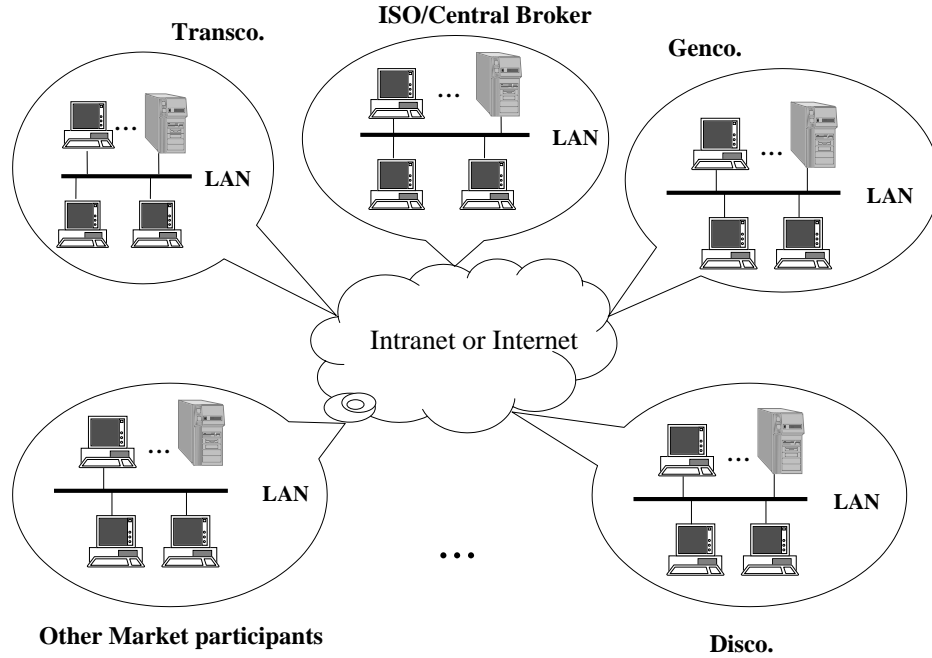 ISO/Central Broker
Transco.
Genco.
...
...
...
LAN
LAN
LAN
Intranet or Internet
...
...
LAN
LAN
...
Other Market participants
Disco.